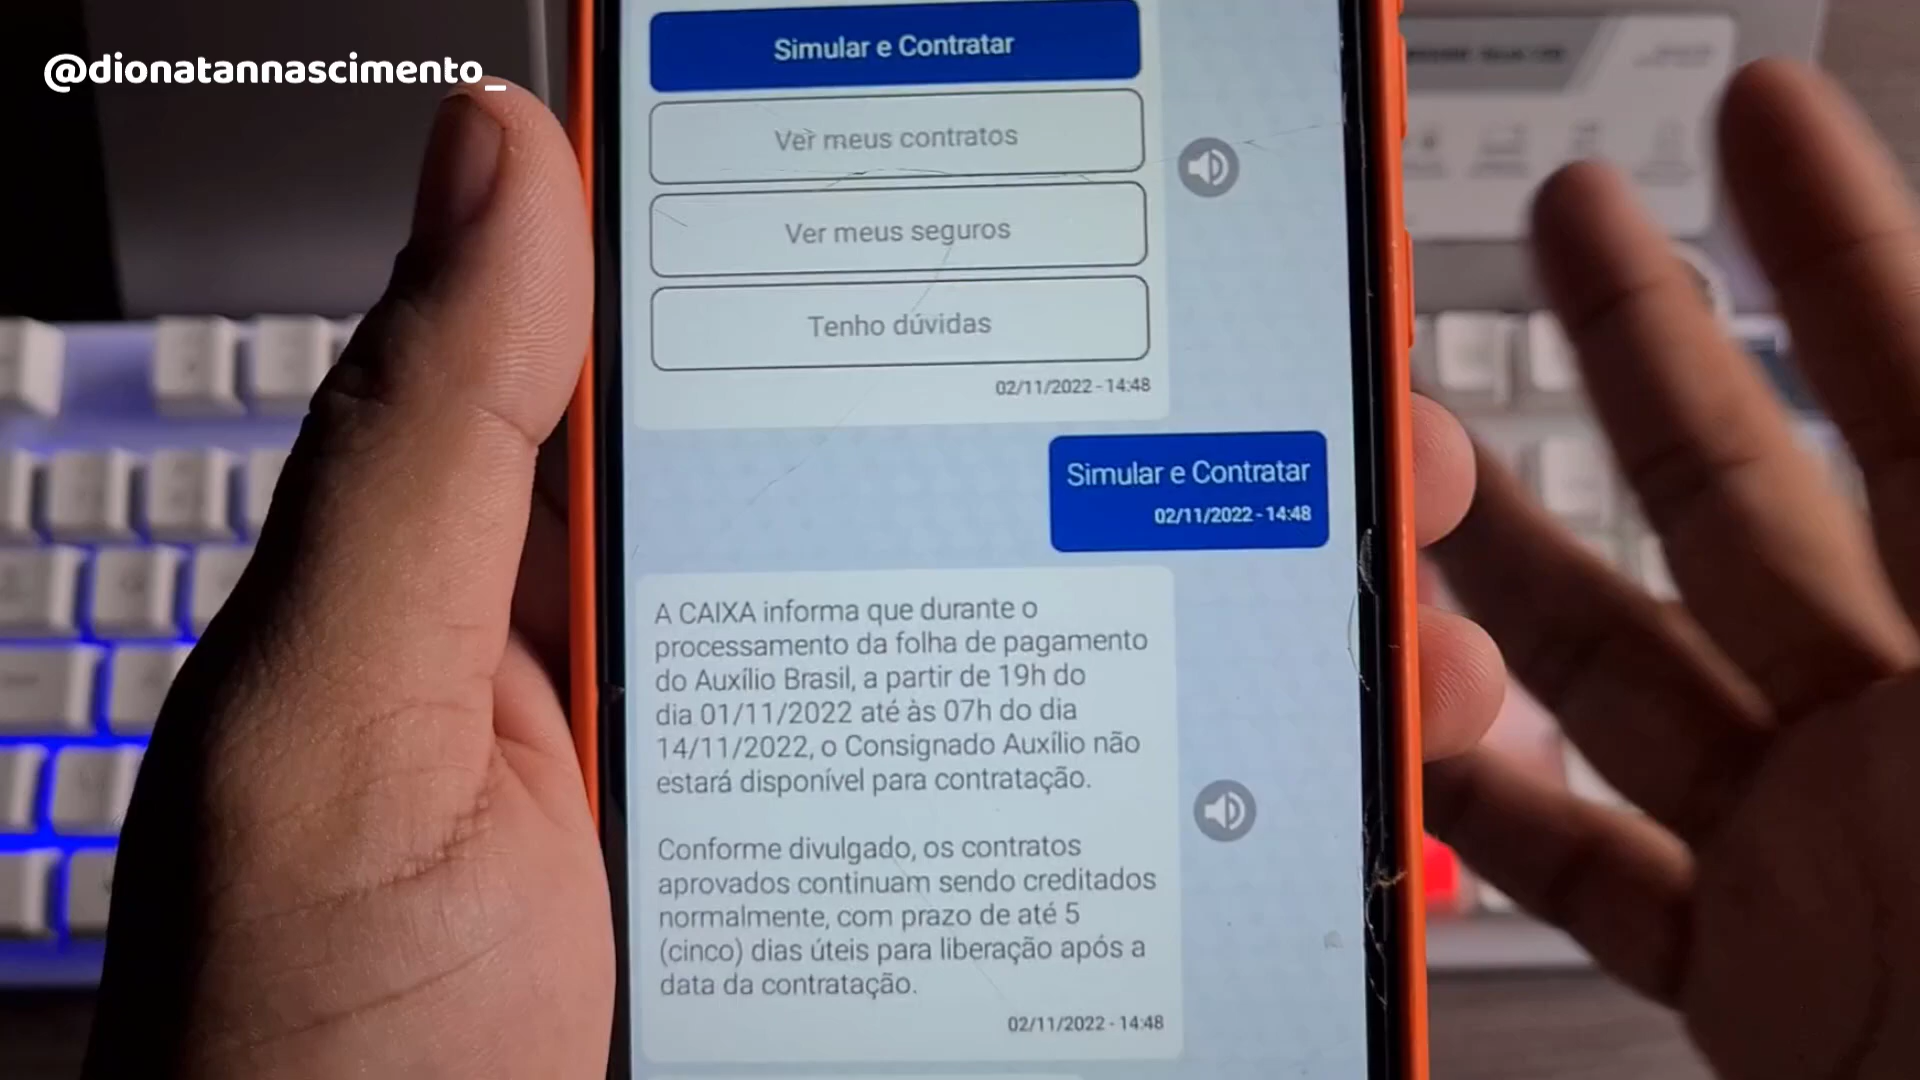 @dionatannascimento_
Simular e Contratar
Ver meus contratos
Ver meus seguros
Tenho dúvidas
02/11/2022 - 14:48
Simular e Contratar
02/11/2022 - 14:48
A CAIXA informa que durante o
processamento da folha de pagamento
do Auxílio Brasil, a partir de 19h do
dia 01/11/2022 até às 07h do dia
14/11/2022, o Consignado Auxílio não
estará disponível para contratação.
Conforme divulgado, os contratos
aprovados continuam sendo creditados
normalmente, com prazo de até 5
(cinco) dias úteis para liberação após a
data da contratação.
02/11/2022 - 14:48